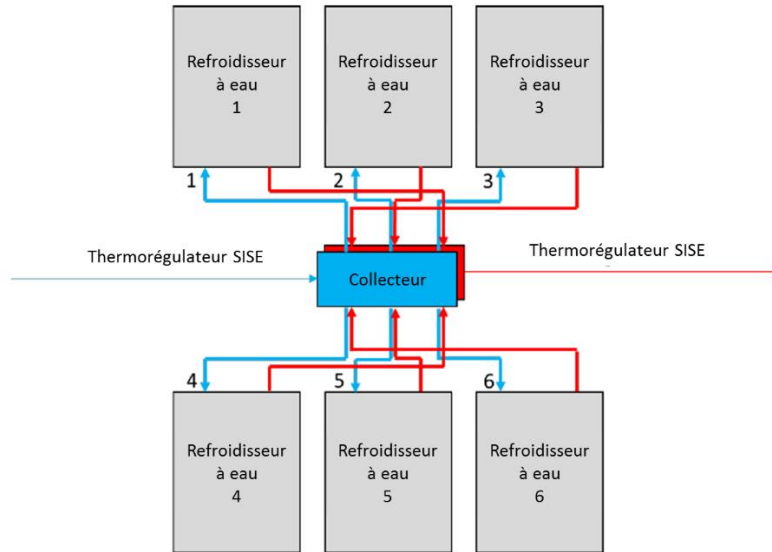 Refroidisseur
à eau
1
Refroidisseur
à eau
2
Refroidisseur
à eau
3
1
2
3
Thermorégulateur SISE
Collecteur
Thermorégulateur SISE
4
5
6
Refroidisseur
à eau
4
Refroidisseur
à eau
5
Refroidisseur
à eau
6